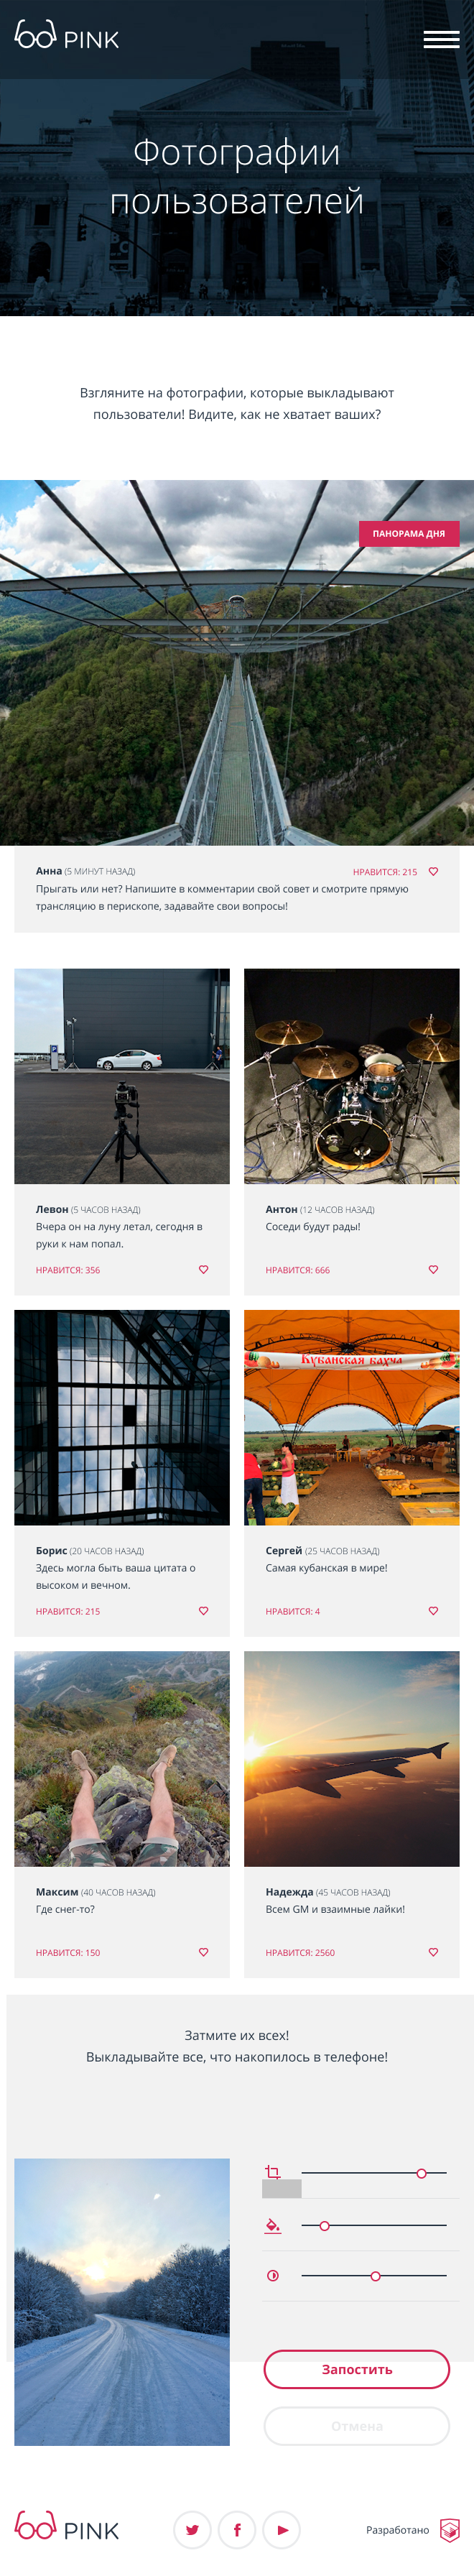 PINK
Фотографии
пользователей
Взгляните на фотографии, которые выкладывают
пользователи! Видите, как не хватает ваших?
ПАНОРАМА ДНЯ
Анна (5 МИНУТ НАЗАД)
НРАВИТСЯ: 215
Прыгать или нет? Напишите в комментарии свой совет и смотрите прямую
трансляцию в перископе, задавайте свои вопросы!
Левон (5 ЧАСОВ НАЗАД)
Вчера он на луну летал, сегодня в
руки к нам попал.
НРАВИТСЯ: 356
Антон (12 ЧАСОВ НАЗАД)
Соседи будут рады!
НРАВИТСЯ: 666
Кубанская бахча
Борис (20 ЧАСОВ НАЗАД)
Здесь могла быть ваша цитата о
высоком и вечном.
НРАВИТСЯ: 215
Сергей (25 ЧАСОВ НАЗАД)
Самая кубанская в мире!
НРАВИТСЯ: 4
Максим (40 ЧАСОВ НАЗАД)
Где снег-то?
НРАВИТСЯ: 150
Надежда (45 ЧАСОВ НАЗАД)
Всем GM и взаимные лайки!
НРАВИТСЯ: 2560
Затмите их всех!
Выкладывайте все, что накопилось в телефоне!
Запостить
Отмена
PINK
Разработано